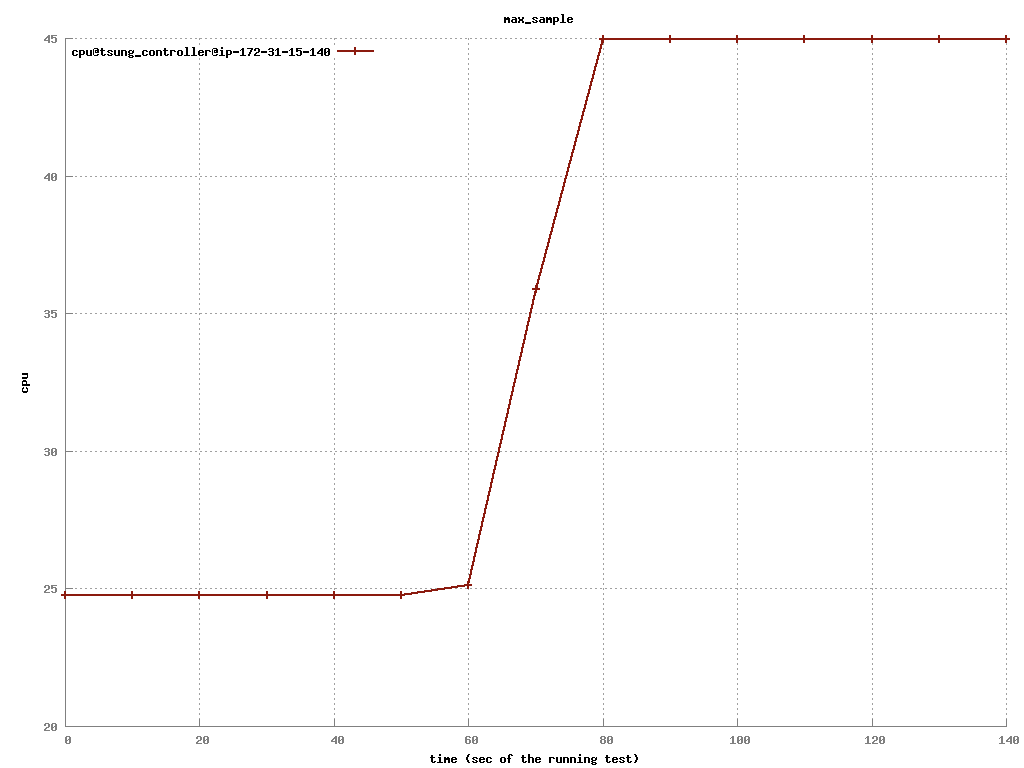 max_sample
cpu@tsung_controller@ip-172-31-15-140
45
40
35
30
25
20
cpu
0 20 40 60 80 100 120 140
time (sec of the running test)